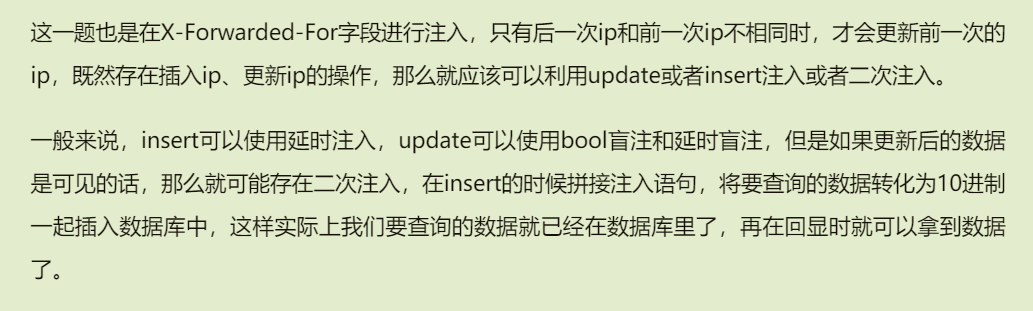 这一题也是在X-Forwarded-For字段进行注入，只有后一次ip和前一次ip不相同时，才会更新前一次的
ip，既然存在插入ip、更新ip的操作，那么就应该可以利用update或者insert注入或者二次注入。
一般来说，insert可以使用延时注入，update可以使用bool盲注和延时盲注，但是如果更新后的数据
是可见的话，那么就可能存在二次注入，在insert的时候拼接注入语句，将要查询的数据转化为10进制
一起插入数据库中，这样实际上我们要查询的数据就已经在数据库里了，再在回显时就可以拿到数据
了。